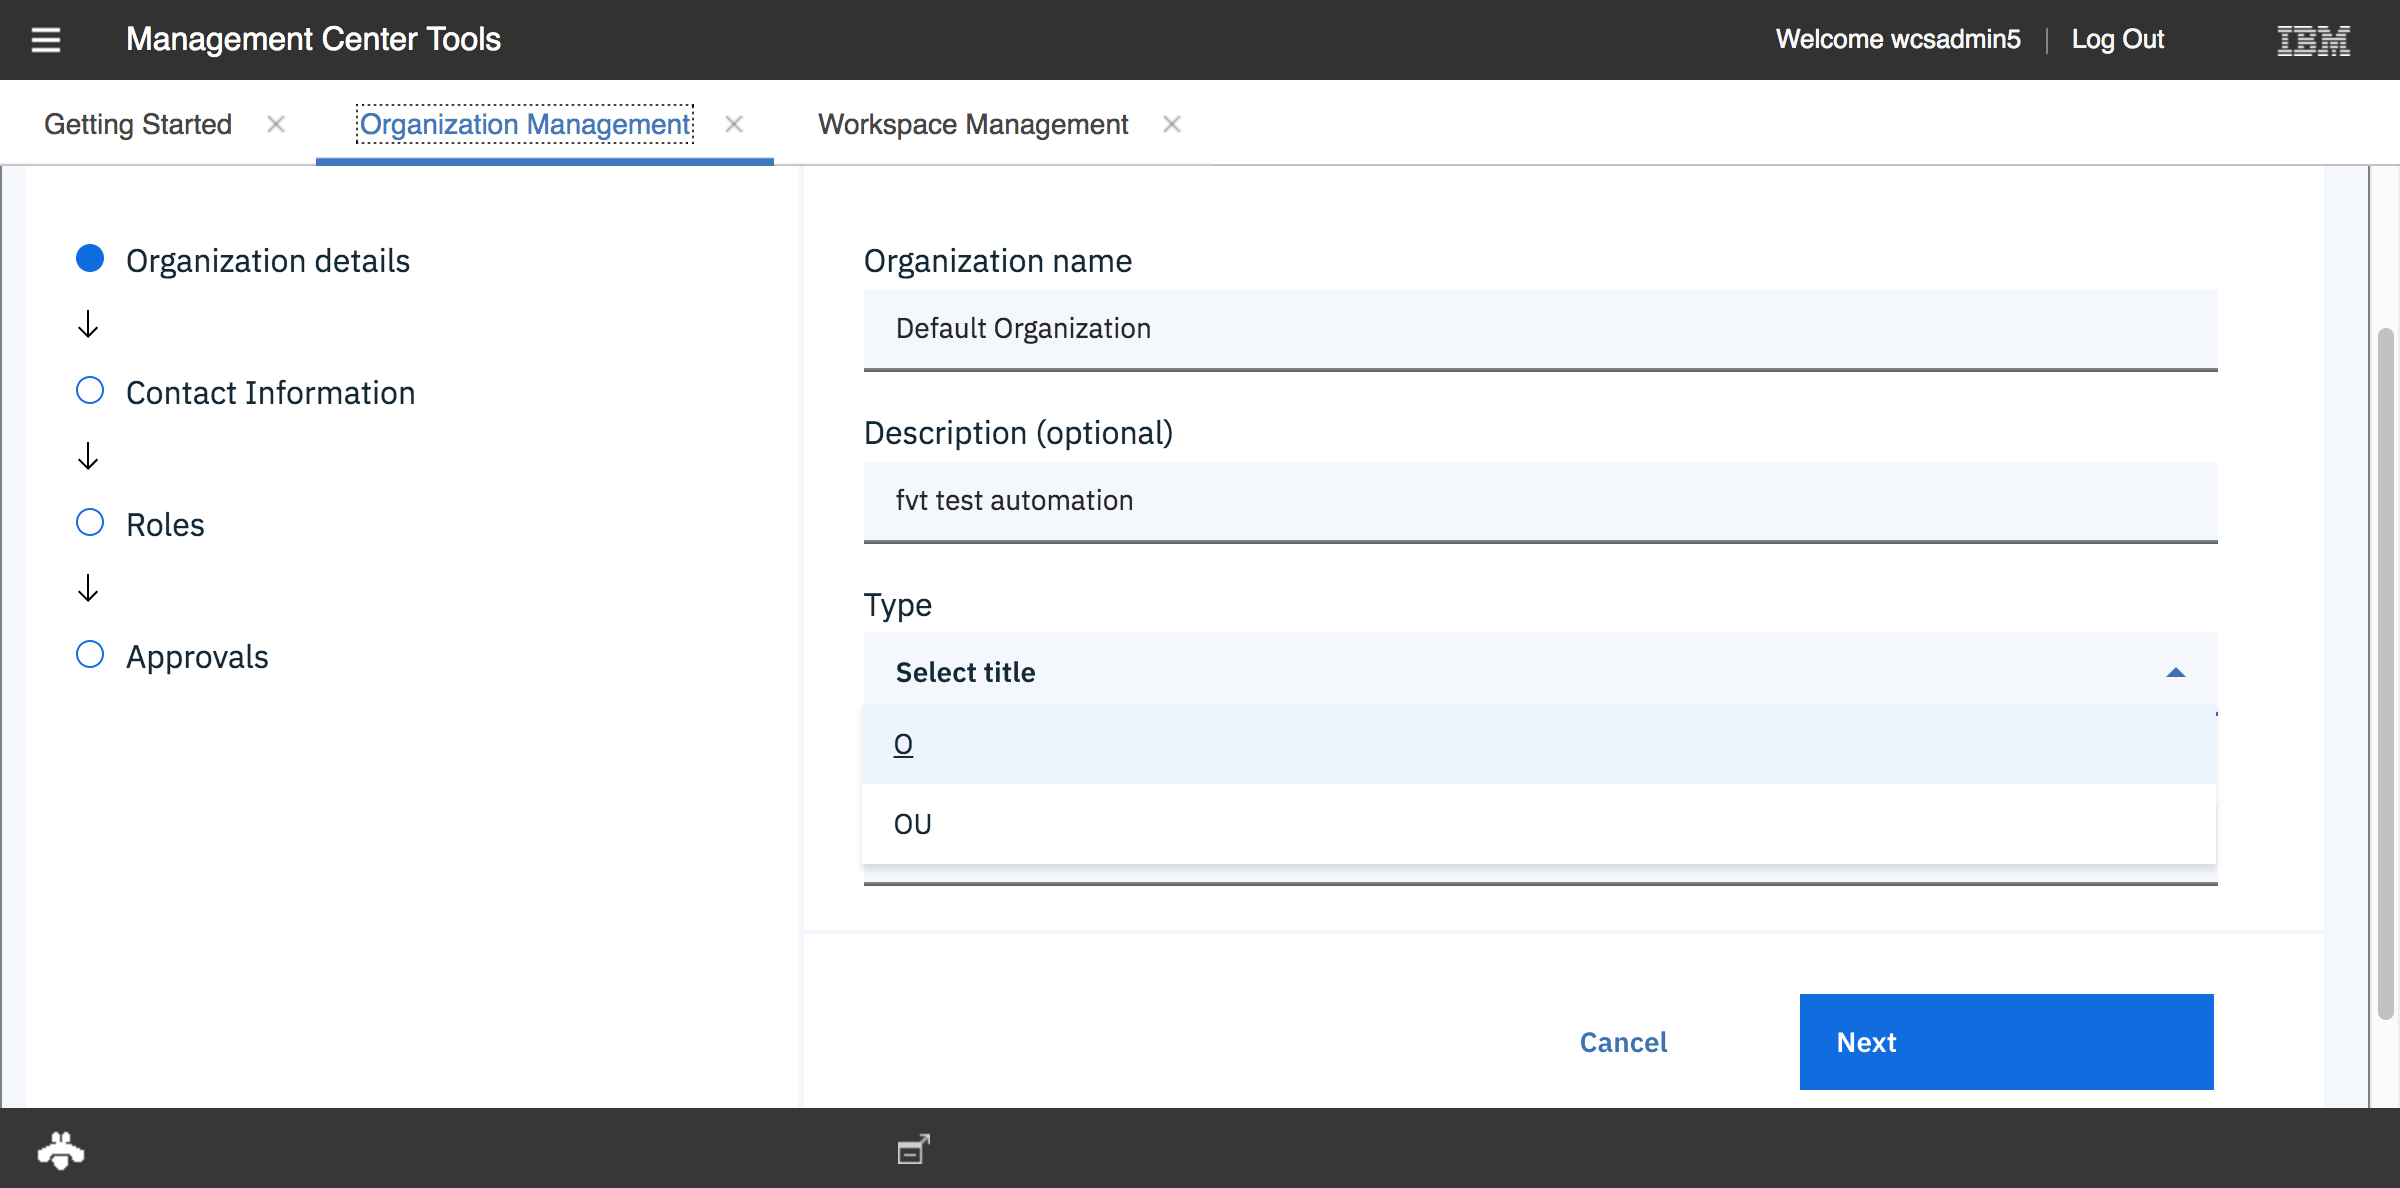 Management Center Tools
Welcome wcsadmin5 | Log Out
IBM
Getting Started
Organization Management
Workspace Management
Organization details
Contact Information
Roles
Approvals
Organization name
Default Organization
Description (optional)
fvt test automation
Type
Select title
O
OU
Cancel
Next